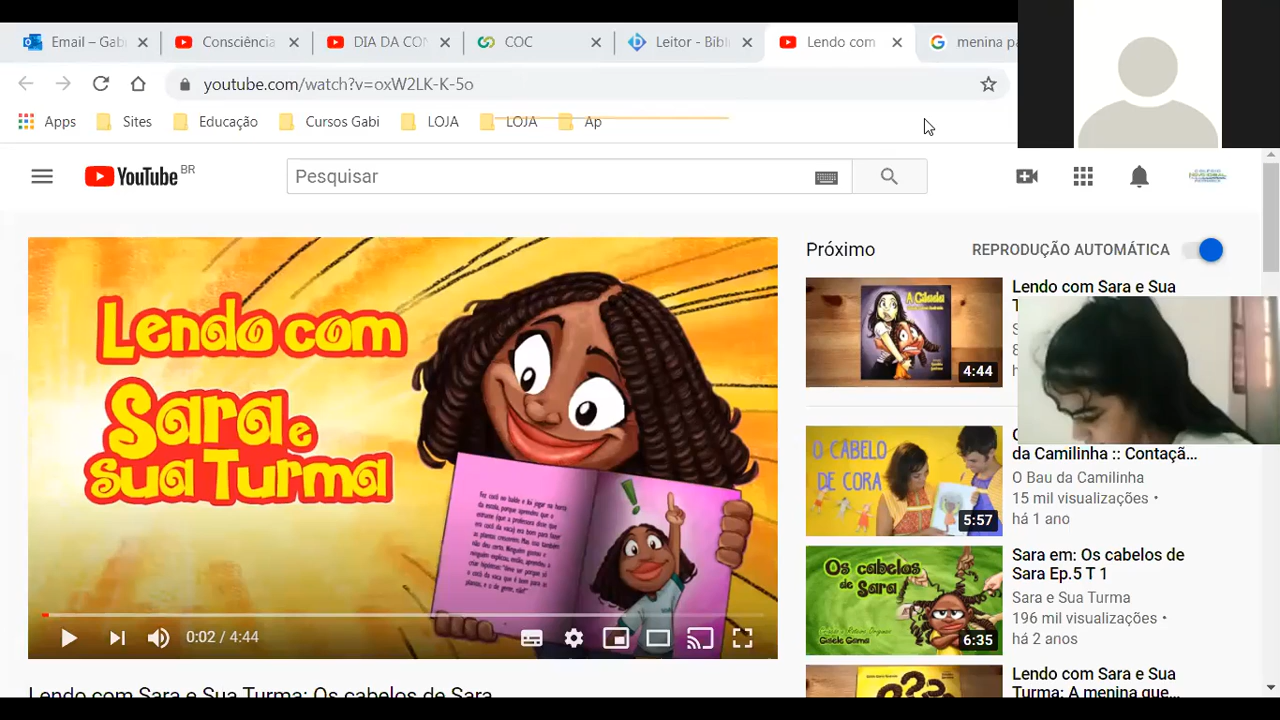 Email – Gab
Consciência
DIA DA CON
COC
Leitor - Bibl
Lendo com
menina pa
youtube.com/watch?v=oxW2LK-K-5o
Apps
Sites
Educação
Cursos Gabi
LOJA
LOJA
Ap
YouTube BR
Pesquisar
Lendo com
Sara e
sua Turma
0:02 / 4:44
Lendo com Sara e Sua Turma: Os cabelos de Sara
Próximo
REPRODUÇÃO AUTOMÁTICA
A Cilada
4:44
Lendo com Sara e Sua
O CABELO
DE CORA
5:57
da Camilinha :: Contaçã...
O Bau da Camilinha
15 mil visualizações •
há 1 ano
Os cabelos
de Sara
Gisele Gama
6:35
Sara em: Os cabelos de
Sara Ep.5 T 1
Sara e Sua Turma
196 mil visualizações •
há 2 anos
Lendo com Sara e Sua
Turma: A menina que...